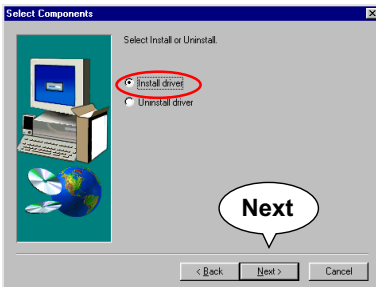 Select Components
Select Install or Uninstall.
Install driver
Uninstall driver
Next
< Back
Next >
Cancel